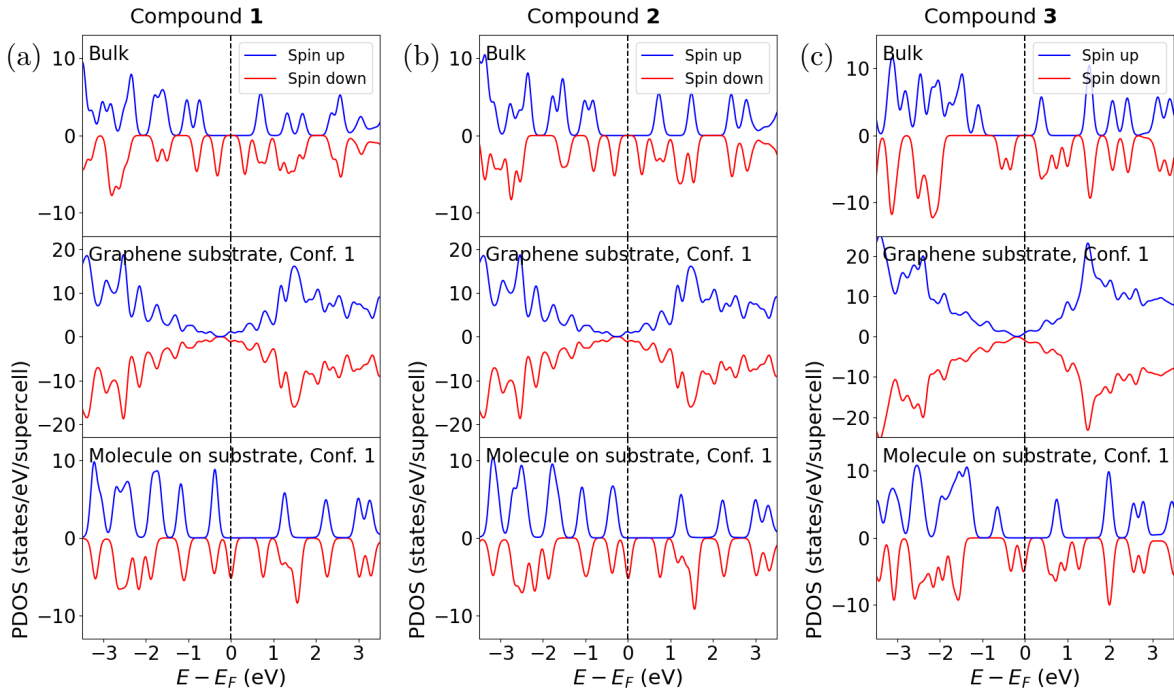 Compound 1
Compound 2
Compound 3
(a)
Bulk
Spin up
Spin down
10
0
−10
Graphene substrate, Conf. 1
20
10
0
−10
−20
Molecule on substrate, Conf. 1
10
0
−10
PDOS (states/eV/supercell)
−3 −2 −1 0 1 2 3
E − E_F (eV)
(b)
Bulk
Spin up
Spin down
10
0
−10
Graphene substrate, Conf. 1
20
10
0
−10
−20
Molecule on substrate, Conf. 1
10
0
−10
PDOS (states/eV/supercell)
−3 −2 −1 0 1 2 3
E − E_F (eV)
(c)
Bulk
Spin up
Spin down
10
0
−10
Graphene substrate, Conf. 1
20
10
0
−10
−20
Molecule on substrate, Conf. 1
10
0
−10
PDOS (states/eV/supercell)
−3 −2 −1 0 1 2 3
E − E_F (eV)